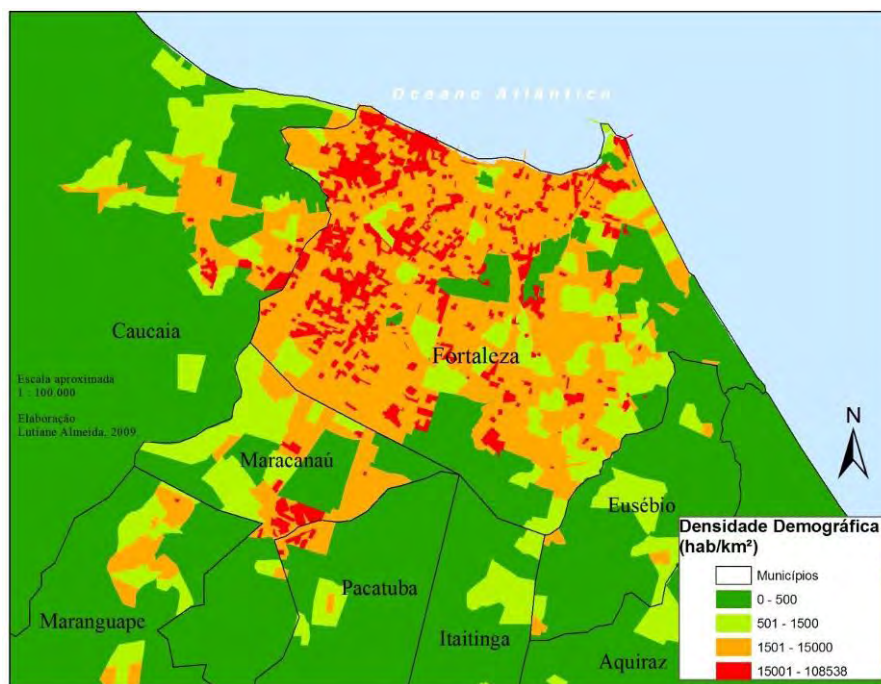 Oceano Atlântico
Caucaia
Fortaleza
Escala aproximada
1 : 100.000
Elaboração
Lutiane Almeida, 2009
Maracanaú
N
Eusébio
Pacatuba
Maranguape
Itaitinga
Aquiraz
Densidade Demográfica
(hab/km²)
Municípios
0 - 500
501 - 1500
1501 - 15000
15001 - 108538